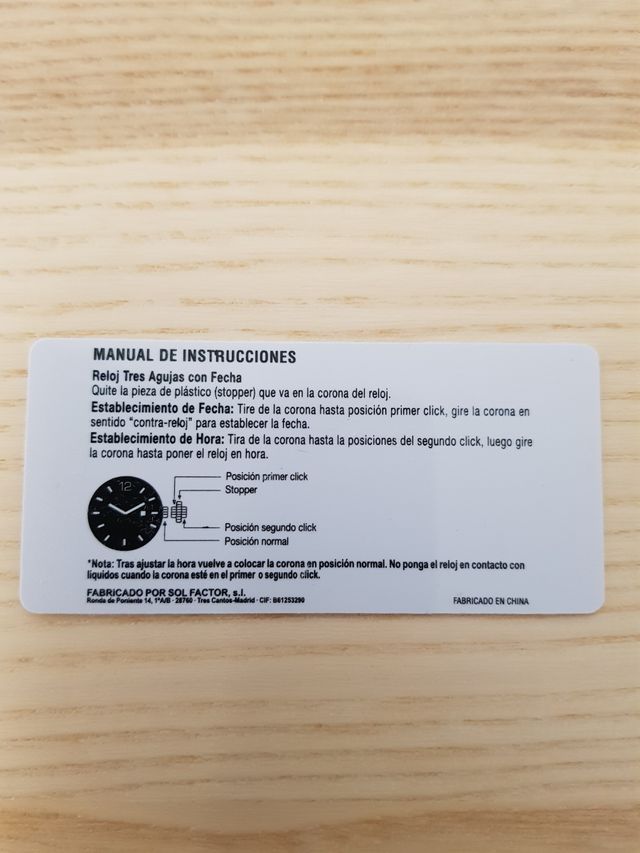 MANUAL DE INSTRUCCIONES
Reloj Tres Agujas con Fecha
Quite la pieza de plástico (stopper) que va en la corona del reloj.
Establecimiento de Fecha: Tire de la corona hasta posición primer click, gire la corona en
sentido “contra-reloj” para establecer la fecha.
Establecimiento de Hora: Tira de la corona hasta la posiciones del segundo click, luego gire
la corona hasta poner el reloj en hora.
Posición primer click
Stopper
12
Posición segundo click
Posición normal
*Nota: Tras ajustar la hora vuelve a colocar la corona en posición normal. No ponga el reloj en contacto con
líquidos cuando la corona esté en el primer o segundo click.
FABRICADO POR SOL FACTOR, s.l.
Ronda de Poniente 14, 1ºA/B - 28760 - Tres Cantos-Madrid - CIF: B61253290
FABRICADO EN CHINA